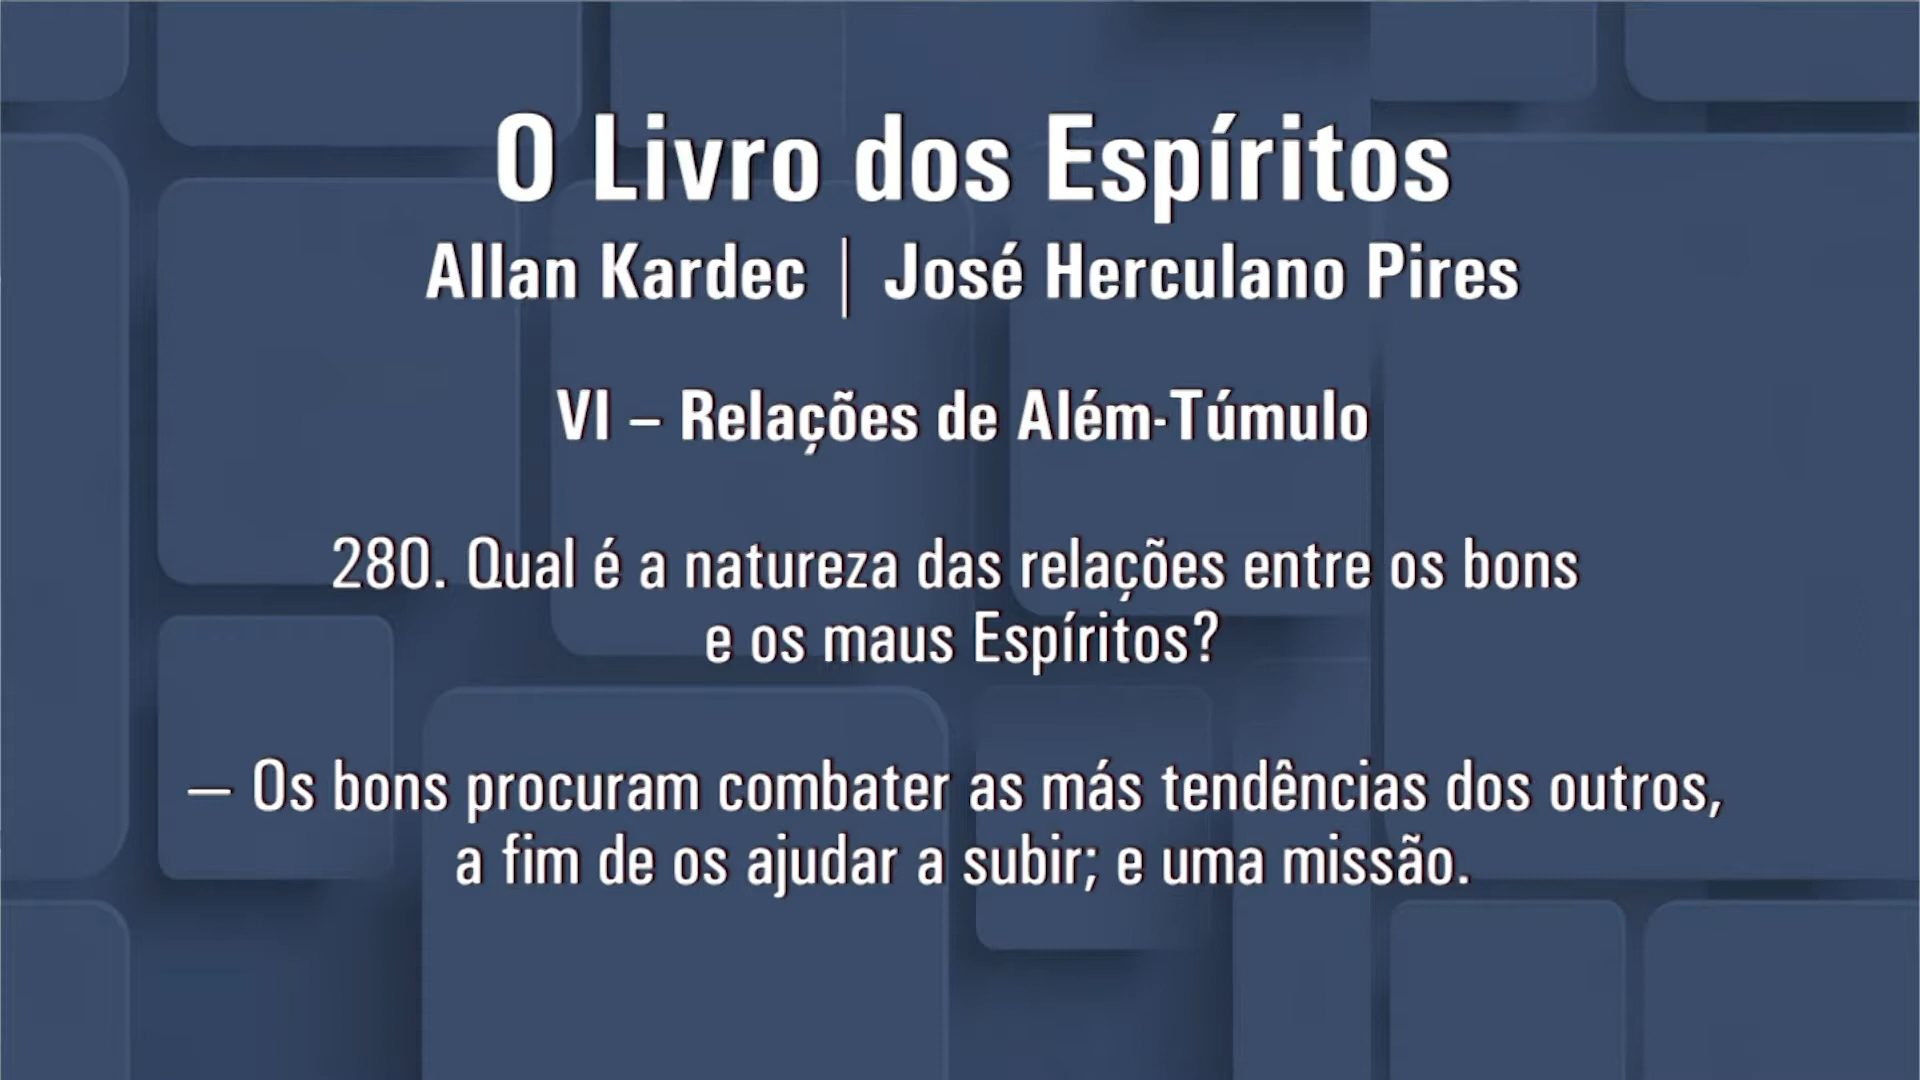 O Livro dos Espíritos
Allan Kardec | José Herculano Pires
VI – Relações de Além-Túmulo
280. Qual é a natureza das relações entre os bons
e os maus Espíritos?
– Os bons procuram combater as más tendências dos outros,
a fim de os ajudar a subir; e uma missão.